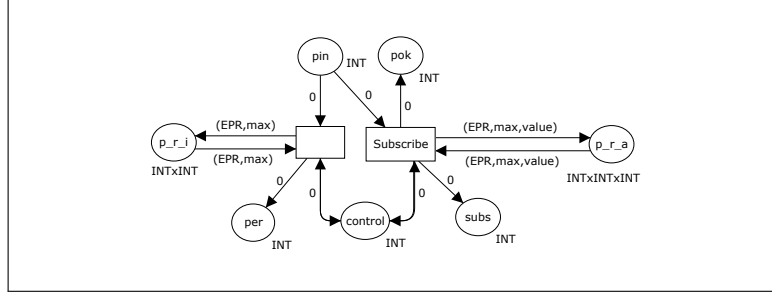 pin
INT
pok
INT
0
0
0
(EPR,max)
(EPR,max,value)
p_r_i
Subscribe
p_r_a
(EPR,max)
(EPR,max,value)
INTxINT
INTxINTxINT
0
0
0
0
per
control
subs
INT
INT
INT